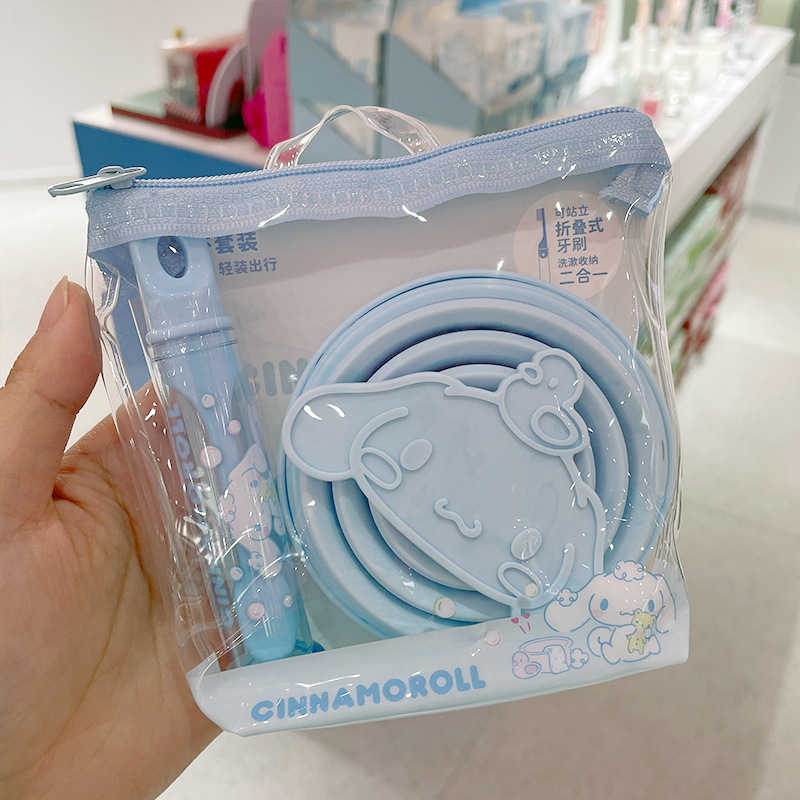 套装
轻装出行
可站立
折叠式
牙刷
洗漱收纳
二合一
CINN
CINNAMOROLL